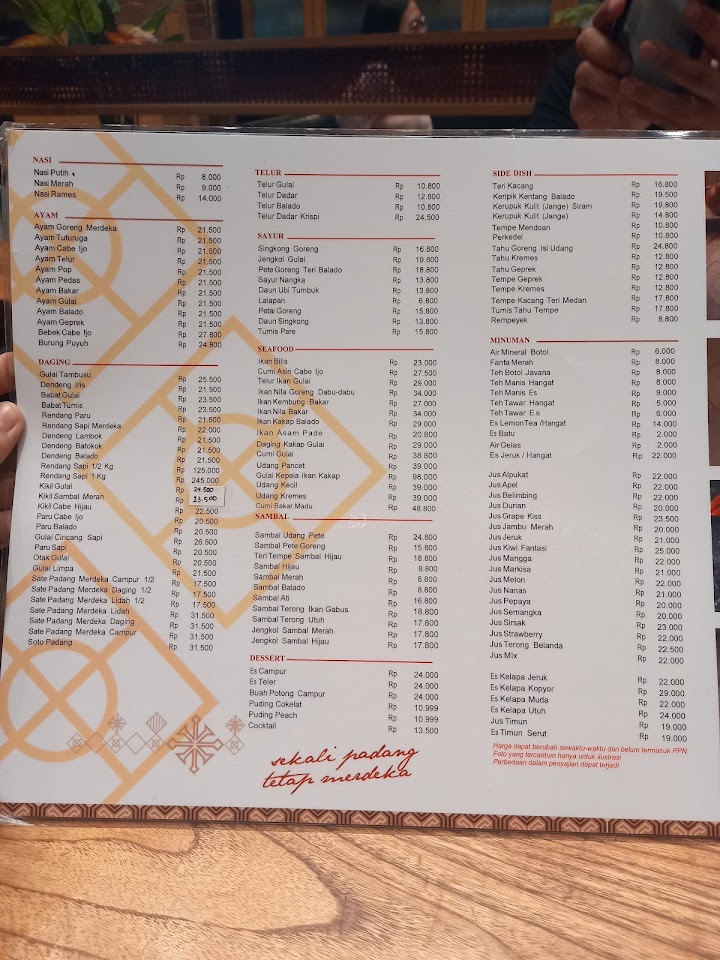 NASI
Nasi Putih Rp 8.000
Nasi Merah Rp 9.000
Nasi Rames Rp 14.000
AYAM
Ayam Goreng Merdeka Rp 21.500
Ayam Tuturuga Rp 21.500
Ayam Cabe Ijo Rp 21.500
Ayam Telur Rp 21.500
Ayam Pop Rp 21.500
Ayam Pedas Rp 21.500
Ayam Bakar Rp 21.500
Ayam Gulai Rp 21.500
Ayam Balado Rp 21.500
Ayam Geprek Rp 21.500
Bebek Cabe Ijo Rp 27.800
Burung Puyuh Rp 24.800
DAGING
Gulai Tambusu Rp 25.500
Dendeng Iris Rp 21.500
Babat Gulai Rp 23.500
Babat Tumis Rp 23.500
Rendang Paru Rp 21.500
Rendang Sapi Merdeka Rp 22.000
Dendeng Lambok Rp 21.500
Dendeng Batokok Rp 21.500
Dendeng Balado Rp 21.500
Rendang Sapi 1/2 Kg Rp 125.000
Rendang Sapi 1 Kg Rp 245.000
Kikil Gulai Rp 24.500
Kikil Sambal Merah Rp 23.500
Kikil Cabe Hijau Rp 22.500
Paru Cabe Ijo Rp 20.500
Paru Balado Rp 20.500
Gulai Cincang Sapi Rp 26.500
Paru Sapi Rp 20.500
Otak Gulai Rp 20.500
Gulai Limpa Rp 21.500
Sate Padang Merdeka Campur 1/2 Rp 17.500
Sate Padang Merdeka Daging 1/2 Rp 17.500
Sate Padang Merdeka Lidah 1/2 Rp 17.500
Sate Padang Merdeka Lidah Rp 31.500
Sate Padang Merdeka Daging Rp 31.500
Sate Padang Merdeka Campur Rp 31.500
Soto Padang Rp 31.500
TELUR
Telur Gulai Rp 10.800
Telur Dadar Rp 12.800
Telur Balado Rp 10.800
Telur Dadar Krispi Rp 24.500
SAYUR
Singkong Goreng Rp 16.800
Jengkol Gulai Rp 19.800
Pete Goreng Teri Balado Rp 18.800
Sayur Nangka Rp 13.800
Daun Ubi Tumbuk Rp 13.800
Lalapan Rp 6.800
Petai Goreng Rp 15.800
Daun Singkong Rp 13.800
Tumis Pare Rp 15.800
SEAFOOD
Ikan Bilis Rp 23.000
Cumi Asin Cabe Ijo Rp 27.500
Telur Ikan Gulai Rp 29.000
Ikan Nila Goreng Dabu-dabu Rp 34.000
Ikan Kembung Bakar Rp 27.000
Ikan Nila Bakar Rp 34.000
Ikan Kakap Balado Rp 29.000
Ikan Asam Pade Rp 20.800
Daging Kakap Gulai Rp 29.000
Cumi Gulai Rp 38.800
Udang Pancet Rp 39.000
Gulai Kepala Ikan Kakap Rp 98.000
Udang Kecil Rp 39.000
Udang Kremes Rp 39.000
Cumi Bakar Madu Rp 48.800
SAMBAL
Sambal Udang Pete Rp 24.800
Sambal Pete Goreng Rp 15.800
Teri Tempe Sambal Hijau Rp 18.800
Sambal Hijau Rp 8.800
Sambal Merah Rp 8.800
Sambal Balado Rp 8.800
Sambal Ati Rp 16.800
Sambal Terong Ikan Gabus Rp 18.800
Sambal Terong Utuh Rp 17.800
Jengkol Sambal Merah Rp 17.800
Jengkol Sambal Hijau Rp 17.800
DESSERT
Es Campur Rp 24.000
Es Teler Rp 24.000
Buah Potong Campur Rp 24.000
Puding Cokelat Rp 10.999
Puding Peach Rp 10.999
Cocktail Rp 13.500
sekali padang
tetap merdeka
SIDE DISH
Teri Kacang Rp 16.800
Keripik Kentang Balado Rp 19.500
Kerupuk Kulit (Jange) Siram Rp 19.800
Kerupuk Kulit (Jange) Rp 14.800
Tempe Mendoan Rp 10.800
Perkedel Rp 10.800
Tahu Goreng Isi Udang Rp 24.800
Tahu Kremes Rp 12.800
Tahu Geprek Rp 12.800
Tempe Geprek Rp 12.800
Tempe Kremes Rp 12.800
Tempe Kacang Teri Medan Rp 17.800
Tumis Tahu Tempe Rp 17.800
Rempeyek Rp 8.800
MINUMAN
Air Mineral Botol Rp 6.000
Fanta Merah Rp 8.000
Teh Botol Javana Rp 8.000
Teh Manis Hangat Rp 8.000
Teh Manis Es Rp 9.000
Teh Tawar Hangat Rp 5.000
Teh Tawar Es Rp 6.000
Es LemonTea /Hangat Rp 14.000
Es Batu Rp 2.000
Air Gelas Rp 2.000
Es Jeruk / Hangat Rp 22.000
Jus Alpukat Rp 22.000
Jus Apel Rp 22.000
Jus Belimbing Rp 22.000
Jus Durian Rp 20.000
Jus Grape Kiss Rp 23.500
Jus Jambu Merah Rp 20.000
Jus Jeruk Rp 21.000
Jus Kiwi Fantasi Rp 25.000
Jus Mangga Rp 22.000
Jus Markisa Rp 21.000
Jus Melon Rp 22.000
Jus Nanas Rp 21.000
Jus Pepaya Rp 20.000
Jus Semangka Rp 20.000
Jus Sirsak Rp 23.000
Jus Strawberry Rp 22.000
Jus Terong Belanda Rp 22.500
Jus MIx Rp 22.000
Es Kelapa Jeruk Rp 22.000
Es Kelapa Kopyor Rp 29.000
Es Kelapa Muda Rp 22.000
Es Kelapa Utuh Rp 24.000
Jus Timun Rp 19.000
Es Timun Serut Rp 19.000
Harga dapat berubah sewaktu-waktu dan belum termasuk PPN
Foto yang tercantum hanya untuk ilustrasi
Perbedaan dalam penyajian dapat terjadi